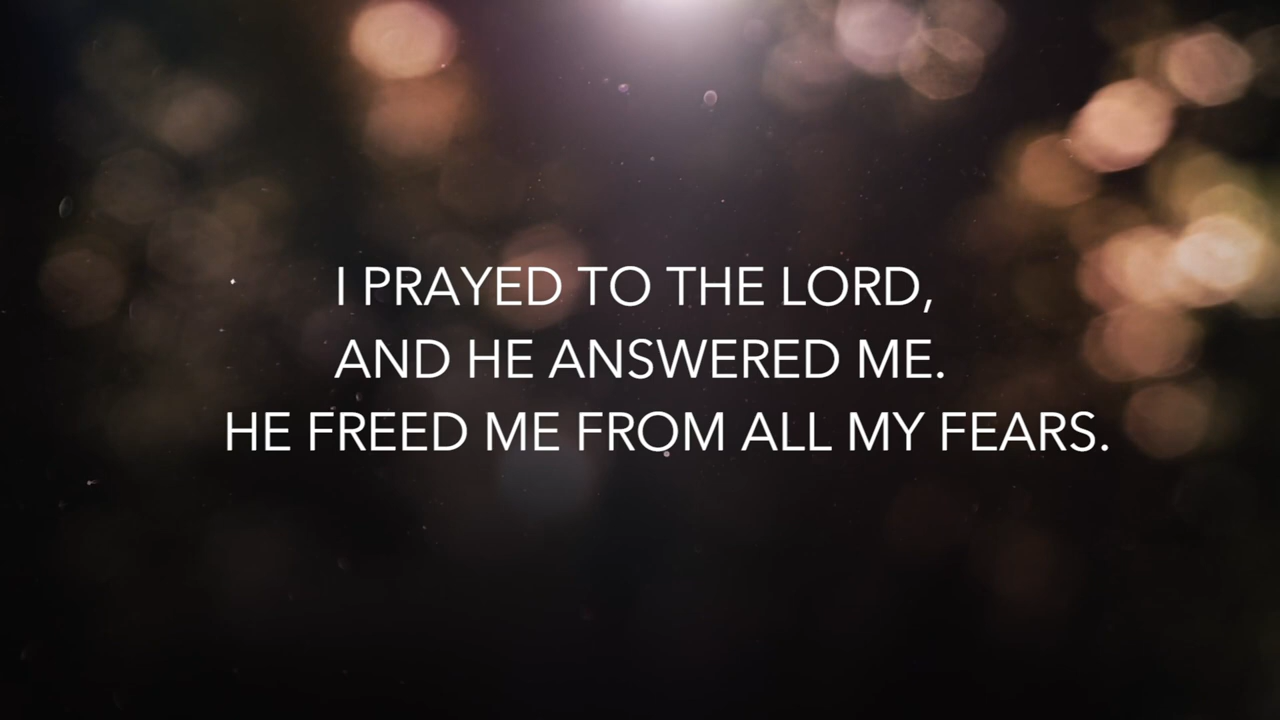 I PRAYED TO THE LORD,
AND HE ANSWERED ME.
HE FREED ME FROM ALL MY FEARS.